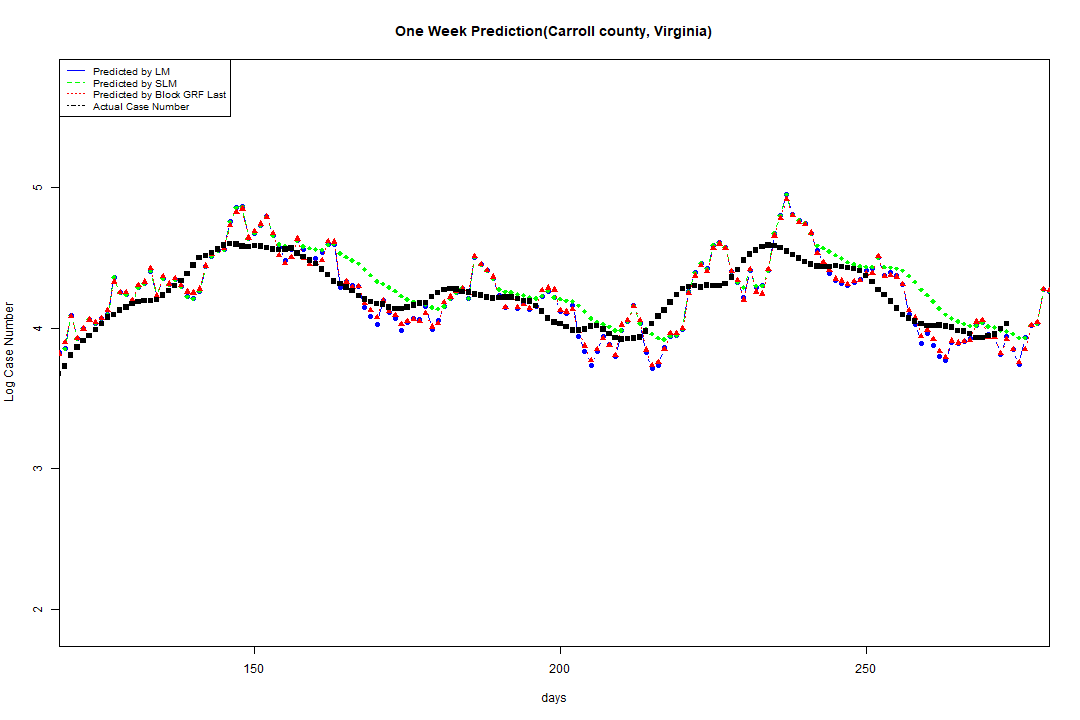 One Week Prediction(Carroll county, Virginia)
Predicted by LM
Predicted by SLM
Predicted by Block GRF Last
Actual Case Number
5
4
3
2
Log Case Number
150
200
250
days